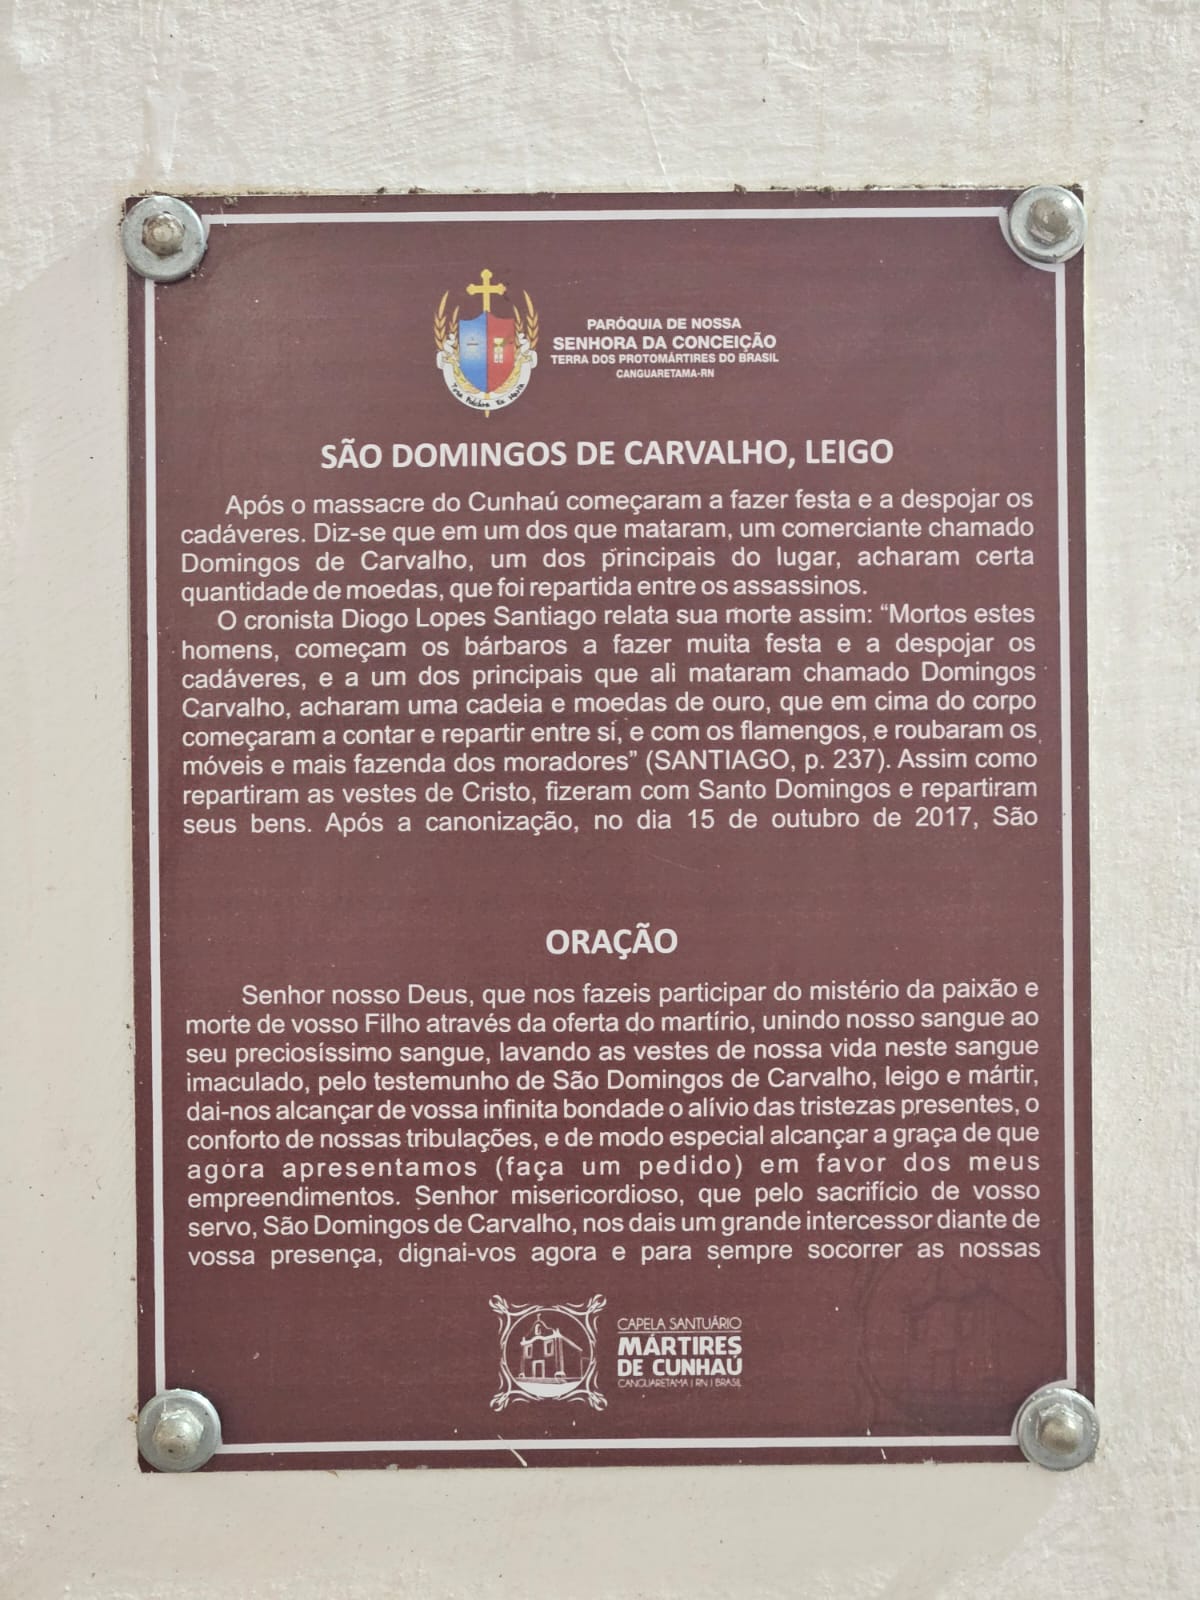 PARÓQUIA DE NOSSA
SENHORA DA CONCEIÇÃO
TERRA DOS PROTOMÁRTIRES DO BRASIL
CANGUARETAMA-RN
SÃO DOMINGOS DE CARVALHO, LEIGO
Após o massacre do Cunhaú começaram a fazer festa e a despojar os
cadáveres. Diz-se que em um dos que mataram, um comerciante chamado
Domingos de Carvalho, um dos principais do lugar, acharam certa
quantidade de moedas, que foi repartida entre os assassinos.
O cronista Diogo Lopes Santiago relata sua morte assim: “Mortos estes
homens, começam os bárbaros a fazer muita festa e a despojar os
cadáveres, e a um dos principais que ali mataram chamado Domingos
Carvalho, acharam uma cadeia e moedas de ouro, que em cima do corpo
começaram a contar e repartir entre si, e com os flamengos, e roubaram os
móveis e mais fazenda dos moradores” (SANTIAGO, p. 237). Assim como
repartiram as vestes de Cristo, fizeram com Santo Domingos e repartiram
seus bens. Após a canonização, no dia 15 de outubro de 2017, São
ORAÇÃO
Senhor nosso Deus, que nos fazeis participar do mistério da paixão e
morte de vosso Filho através da oferta do martírio, unindo nosso sangue ao
seu preciosíssimo sangue, lavando as vestes de nossa vida neste sangue
imaculado, pelo testemunho de São Domingos de Carvalho, leigo e mártir,
dai-nos alcançar de vossa infinita bondade o alívio das tristezas presentes, o
conforto de nossas tribulações, e de modo especial alcançar a graça de que
agora apresentamos (faça um pedido) em favor dos meus
empreendimentos. Senhor misericordioso, que pelo sacrifício de vosso
servo, São Domingos de Carvalho, nos dais um grande intercessor diante de
vossa presença, dignai-vos agora e para sempre socorrer as nossas
CAPELA SANTUÁRIO
MÁRTIRES
DE CUNHAÚ
CANGUARETAMA | RN | BRASIL